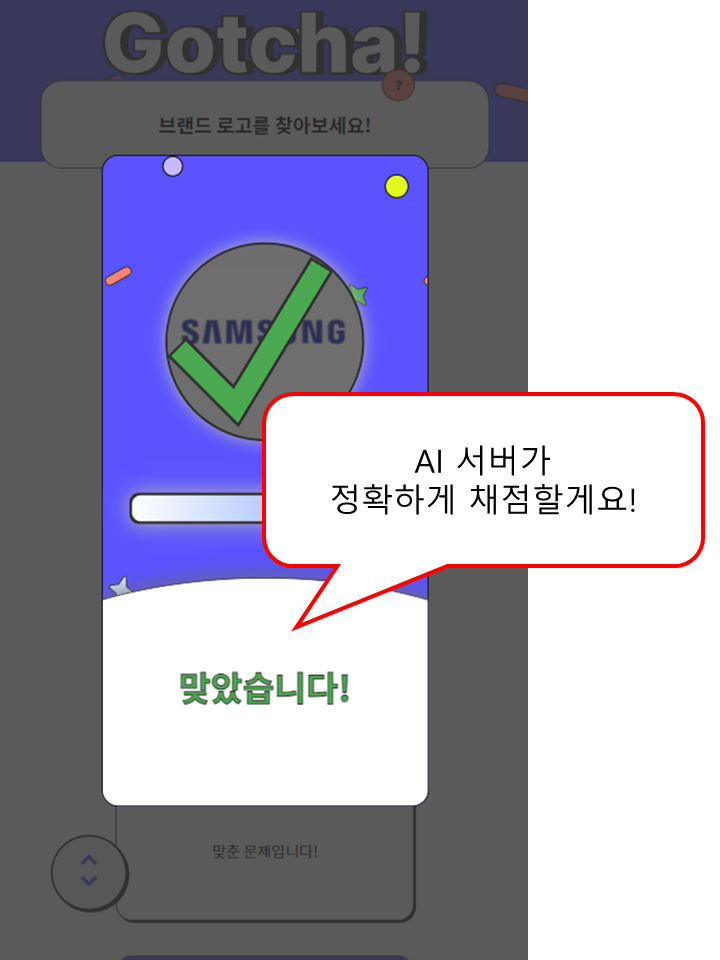 Gotcha!
?
브랜드 로고를 찾아보세요!
SAMSUNG
AI 서버가
정확하게 채점할게요!
맞았습니다!
맞춘 문제입니다!